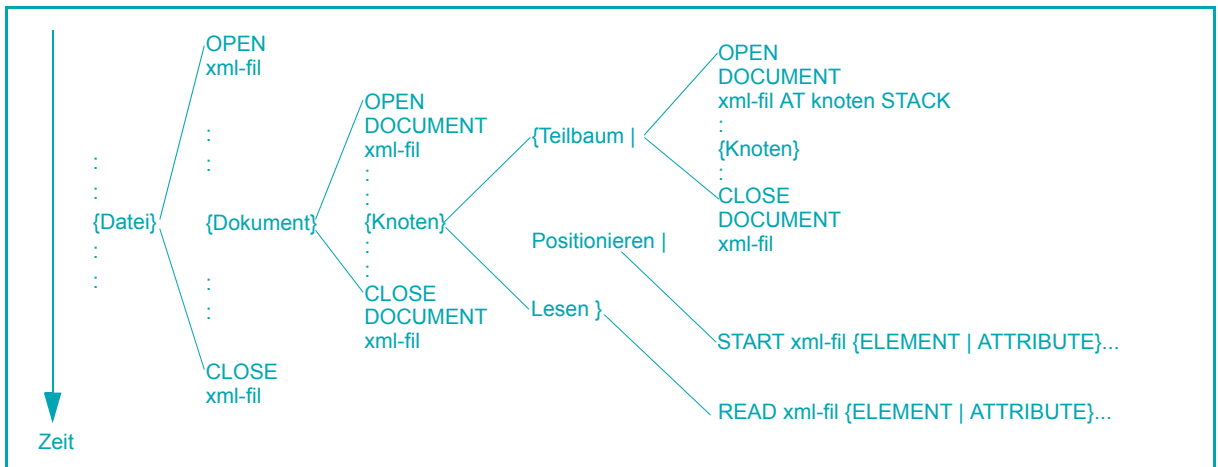 OPEN
xml-fil
:
:
:
:
{Datei}
:
:
{Dokument}
:
:
CLOSE
xml-fil
OPEN
DOCUMENT
xml-fil
:
:
{Knoten}
:
:
CLOSE
DOCUMENT
xml-fil
{Teilbaum |
Positionieren |
Lesen }
OPEN
DOCUMENT
xml-fil AT knoten STACK
:
{Knoten}
:
CLOSE
DOCUMENT
xml-fil
START xml-fil {ELEMENT | ATTRIBUTE}...
READ xml-fil {ELEMENT | ATTRIBUTE}...
Zeit